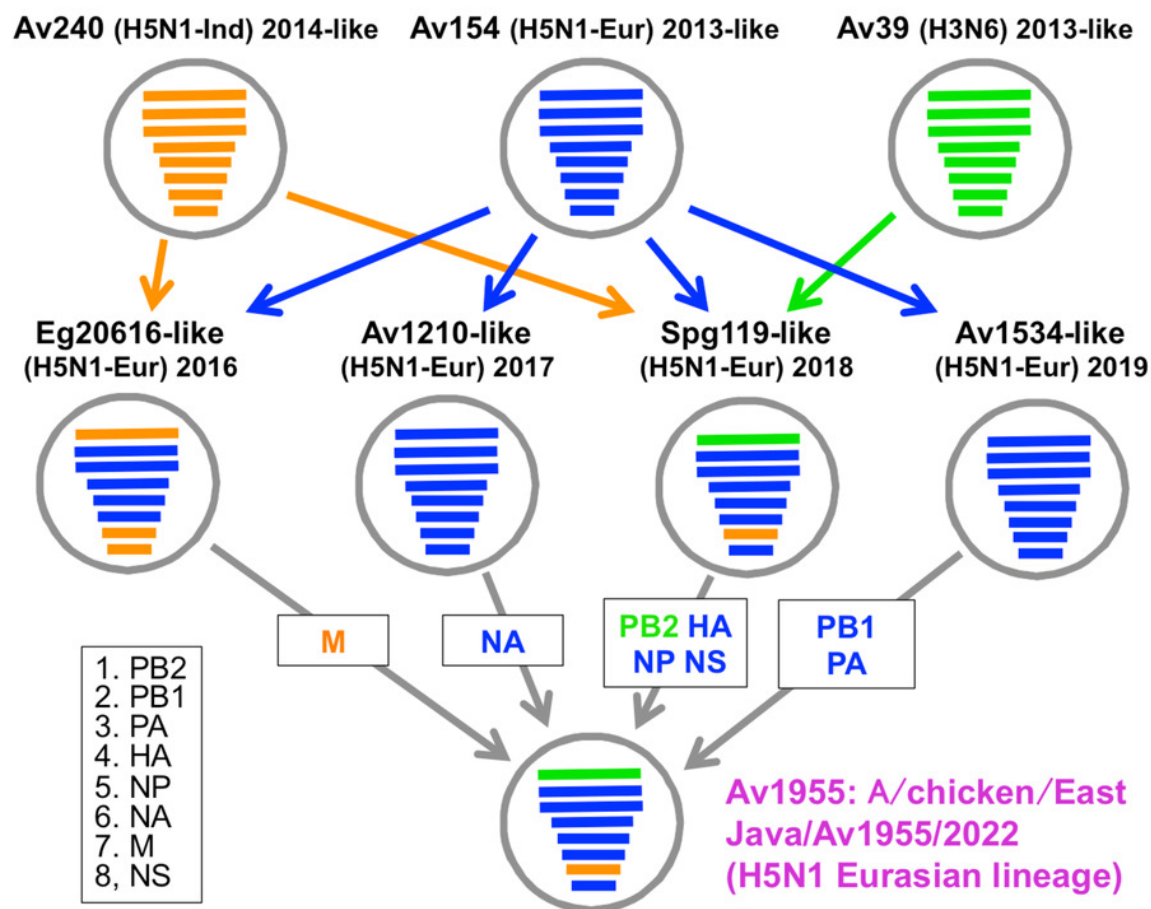 Av240 (H5N1-Ind) 2014-like
Av154 (H5N1-Eur) 2013-like
Av39 (H3N6) 2013-like
Eg20616-like
(H5N1-Eur) 2016
Av1210-like
(H5N1-Eur) 2017
Spg119-like
(H5N1-Eur) 2018
Av1534-like
(H5N1-Eur) 2019
M
NA
PB2 HA
NP NS
PB1
PA
1. PB2
2. PB1
3. PA
4. HA
5. NP
6. NA
7. M
8, NS
Av1955: A/chicken/East
Java/Av1955/2022
(H5N1 Eurasian lineage)